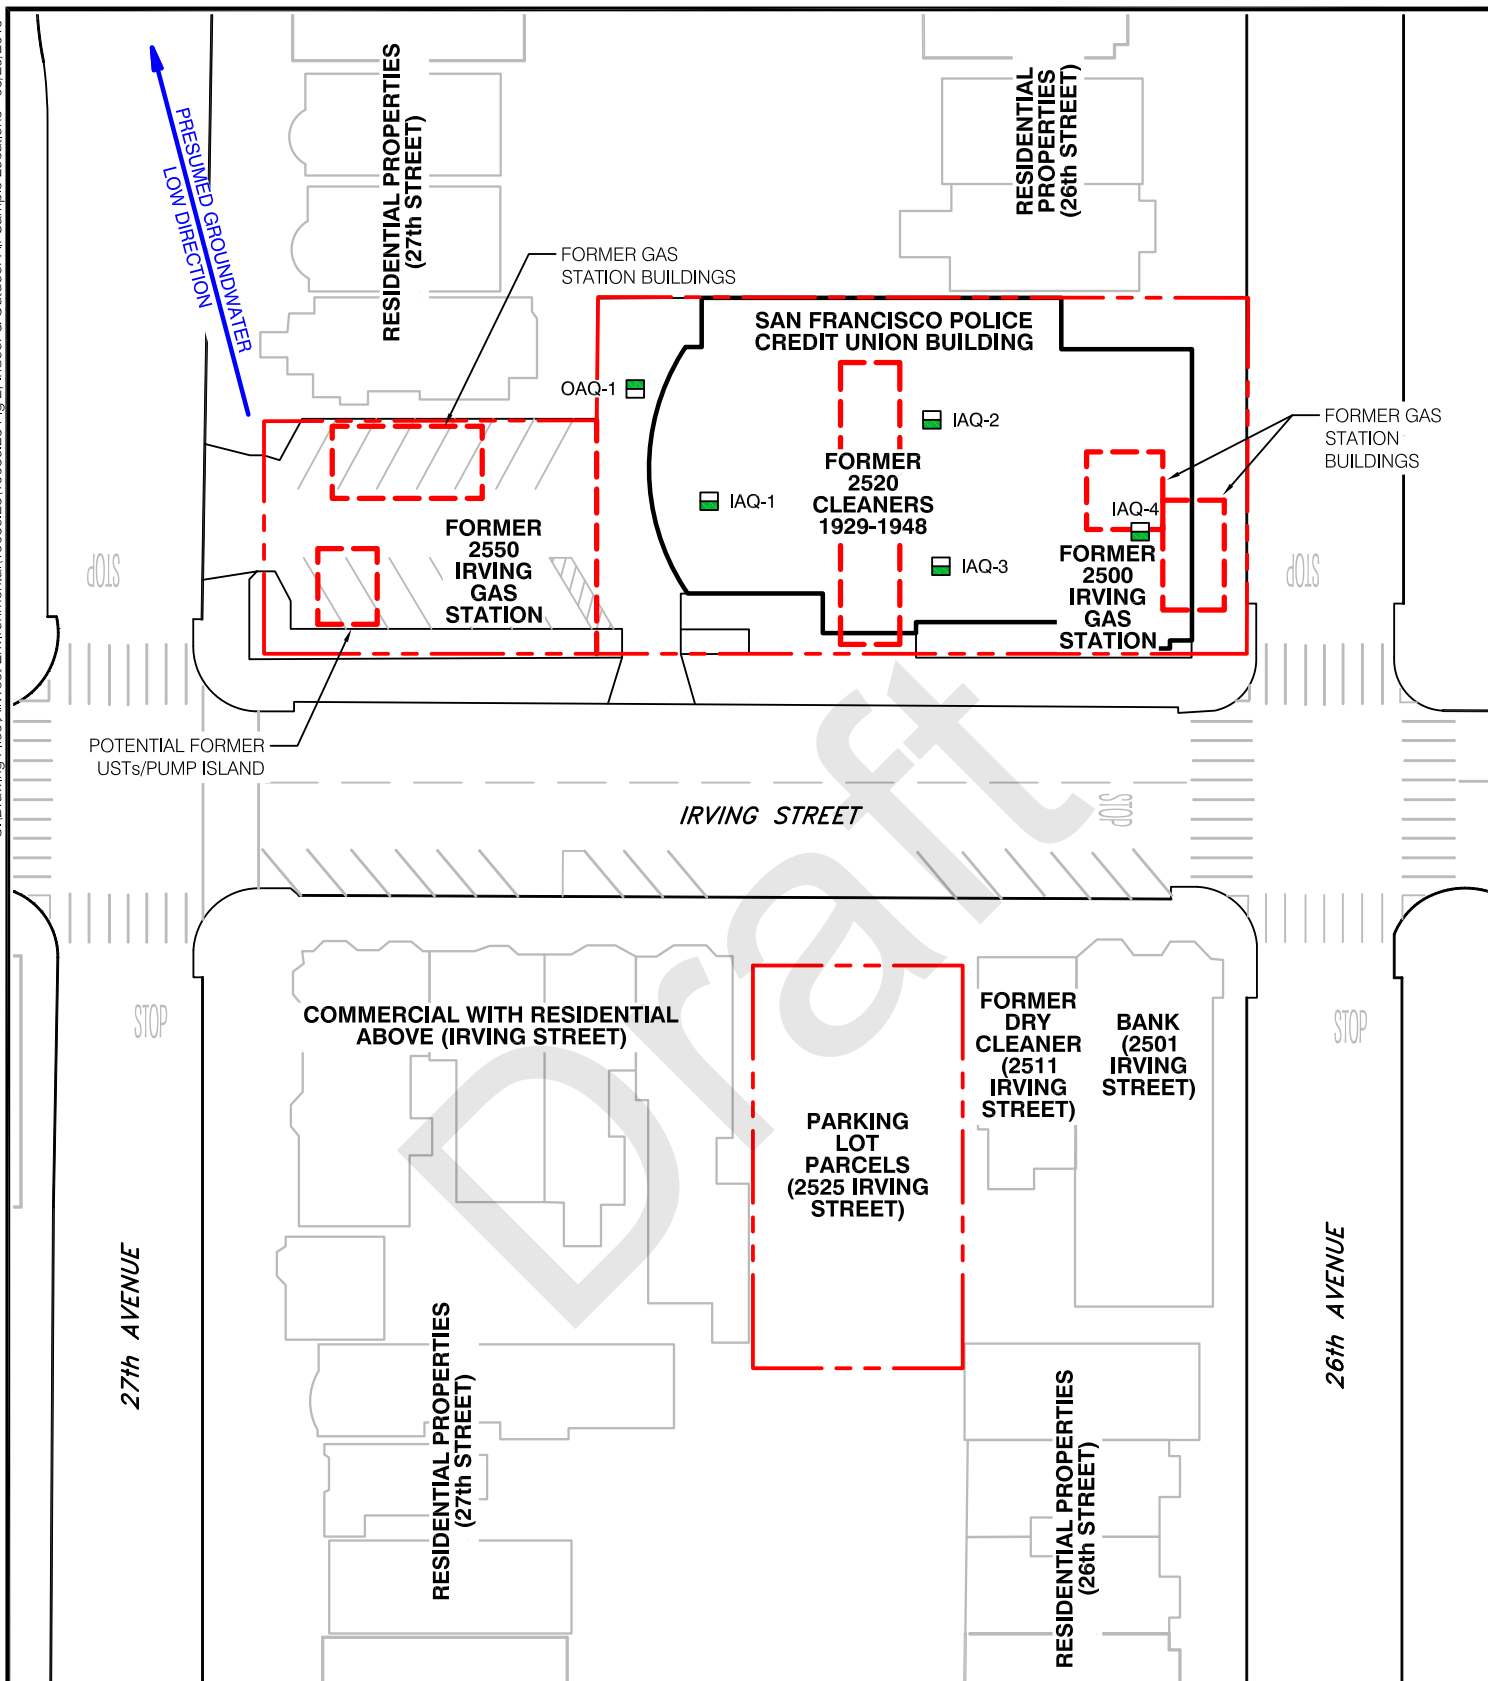 RESIDENTIAL PROPERTIES
(27th STREET)
RESIDENTIAL
PROPERTIES
(26th STREET)
PRESUMED GROUNDWATER
LOW DIRECTION
FORMER GAS
STATION BUILDINGS
SAN FRANCISCO POLICE
CREDIT UNION BUILDING
OAQ-1
IAQ-2
FORMER GAS
STATION
BUILDINGS
FORMER
2520
CLEANERS
1929-1948
IAQ-1
IAQ-4
IAQ-3
FORMER
2550
IRVING
GAS
STATION
FORMER
2500
IRVING
GAS
STATION
STOP
STOP
POTENTIAL FORMER
USTs/PUMP ISLAND
IRVING STREET
STOP
Draft
STOP
STOP
COMMERCIAL WITH RESIDENTIAL
ABOVE (IRVING STREET)
FORMER
DRY
CLEANER
(2511
IRVING
STREET)
BANK
(2501
IRVING
STREET)
PARKING
LOT
PARCELS
(2525 IRVING
STREET)
27th AVENUE
26th AVENUE
RESIDENTIAL PROPERTIES
(27th STREET)
RESIDENTIAL PROPERTIES
(26th STREET)